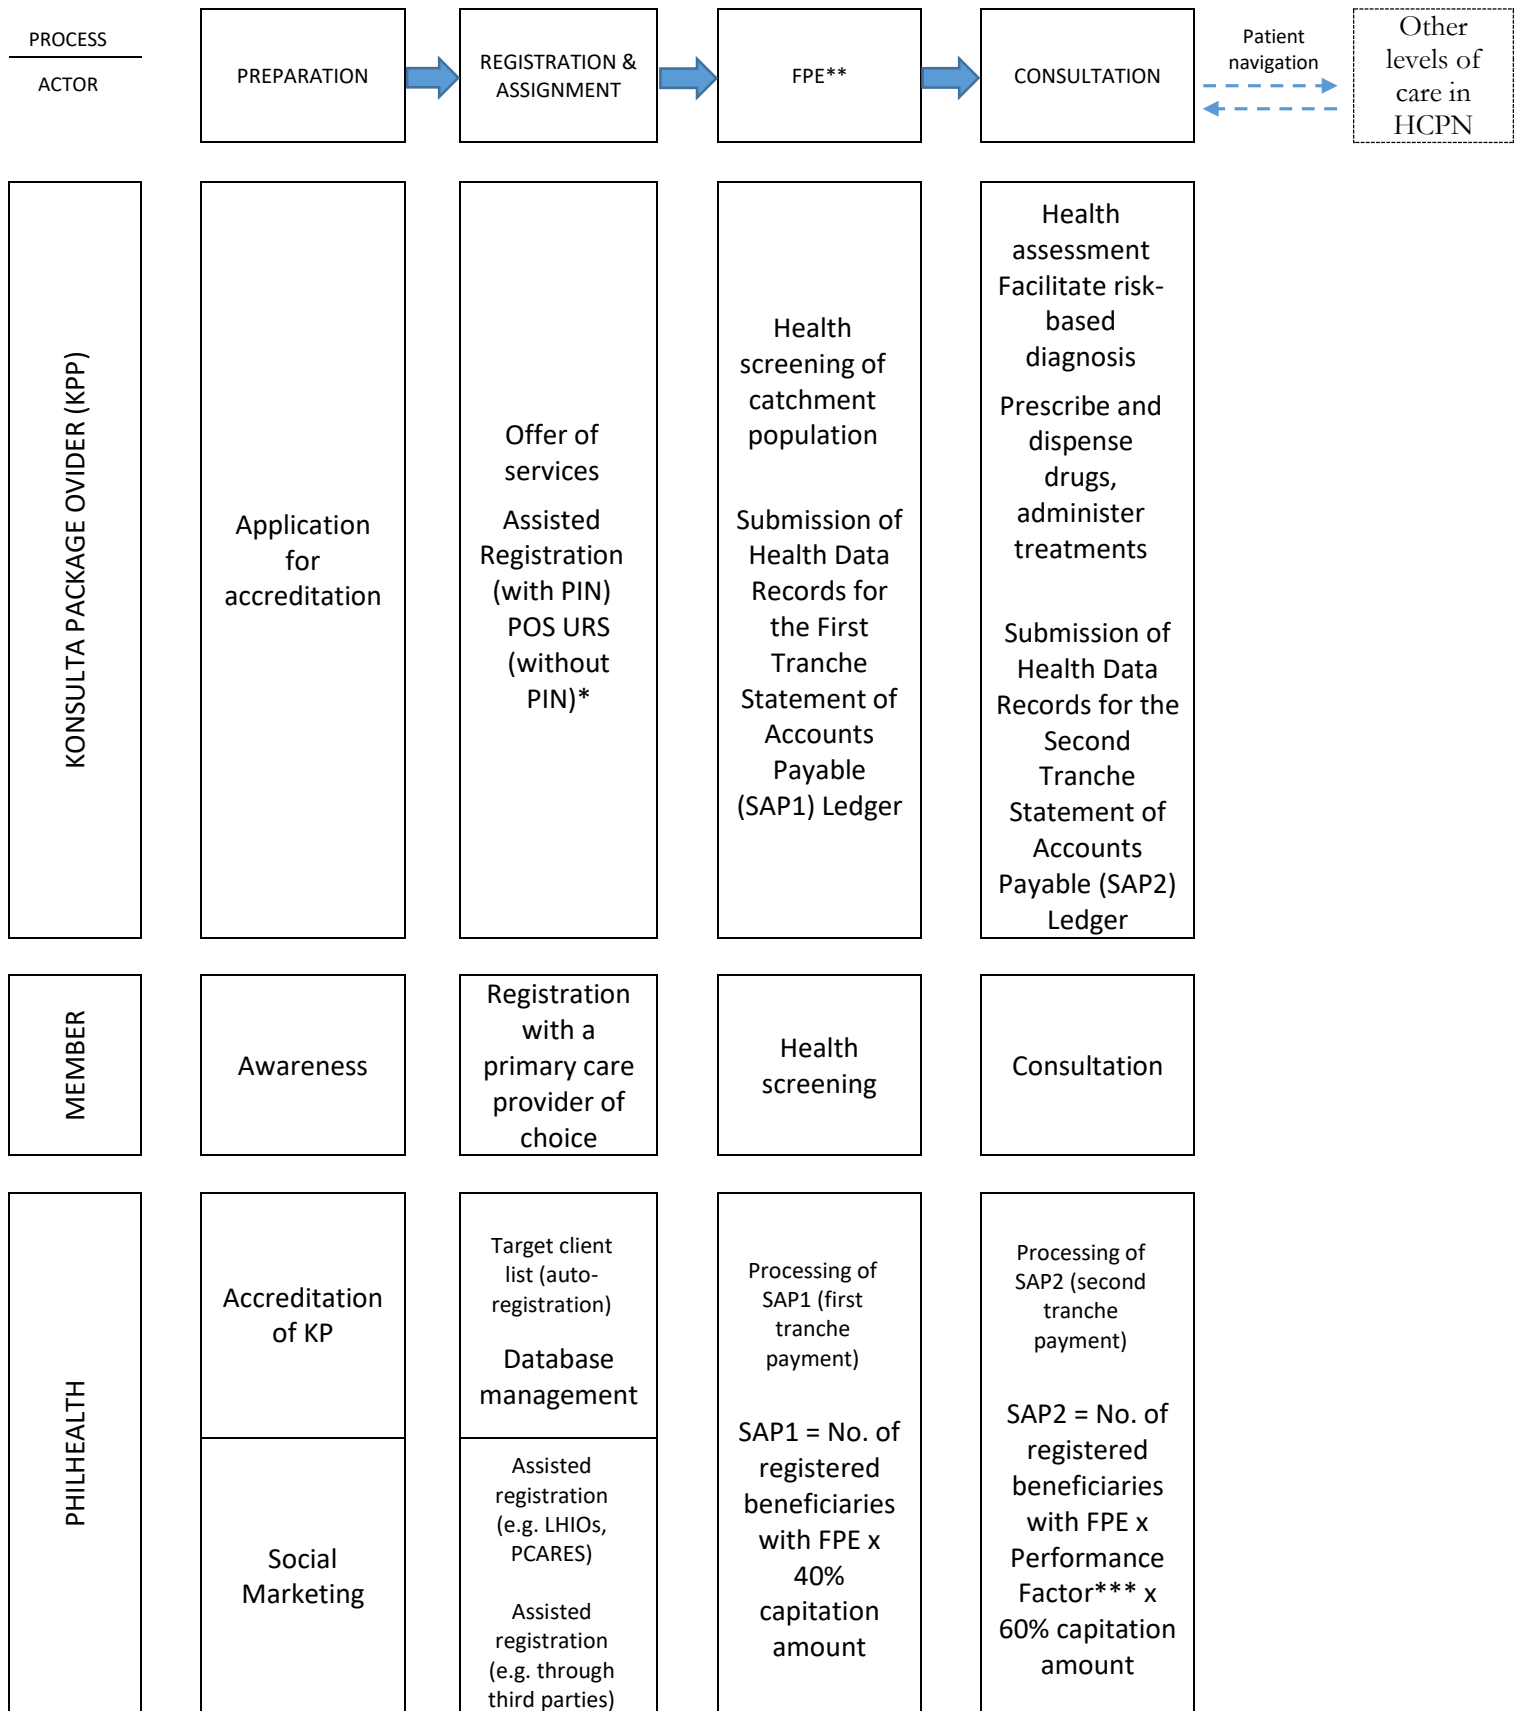 PROCESS
ACTOR
PREPARATION
REGISTRATION &
ASSIGNMENT
FPE**
CONSULTATION
Patient
navigation
Other
levels of
care in
HCPN
KONSULTA PACKAGE OVIDER (KPP)
Application
for
accreditation
Offer of
services
Assisted
Registration
(with PIN)
POS URS
(without
PIN)*
Health
screening of
catchment
population
Submission of
Health Data
Records for
the First
Tranche
Statement of
Accounts
Payable
(SAP1) Ledger
Health
assessment
Facilitate risk-
based
diagnosis
Prescribe and
dispense
drugs,
administer
treatments
Submission of
Health Data
Records for the
Second
Tranche
Statement of
Accounts
Payable (SAP2)
Ledger
MEMBER
Awareness
Registration
with a
primary care
provider of
choice
Health
screening
Consultation
PHILHEALTH
Accreditation
of KP
Social
Marketing
Target client
list (auto-
registration)
Database
management
Assisted
registration
(e.g. LHIOs,
PCARES)
Assisted
registration
(e.g. through
third parties)
Processing of
SAP1 (first
tranche
payment)
SAP1 = No. of
registered
beneficiaries
with FPE x
40%
capitation
amount
Processing of
SAP2 (second
tranche
payment)
SAP2 = No. of
registered
beneficiaries
with FPE x
Performance
Factor*** x
60% capitation
amount